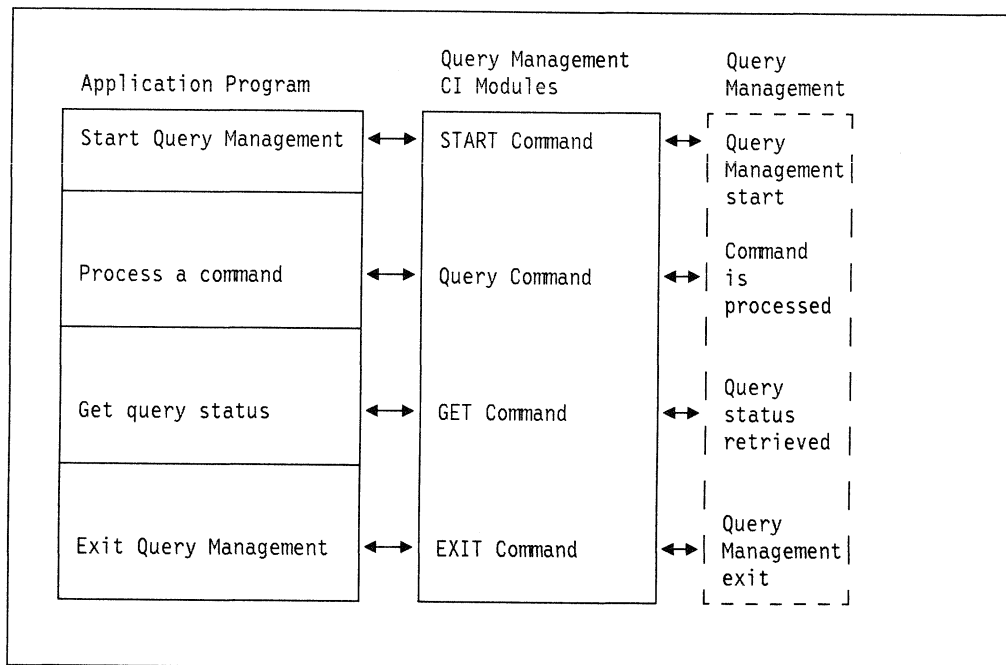 Application Program
Query Management
CI Modules
Query
Management
Start Query Management
START Command
Query
Management
start
Process a command
Query Command
Command
is
processed
Get query status
GET Command
Query
status
retrieved
Exit Query Management
EXIT Command
Query
Management
exit